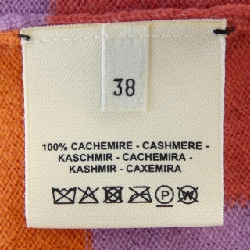 38
100% CACHEMIRE - CASHMERE
KASCHMIR - CACHEMIRA
KASHMIR - CAXEMIRA
P